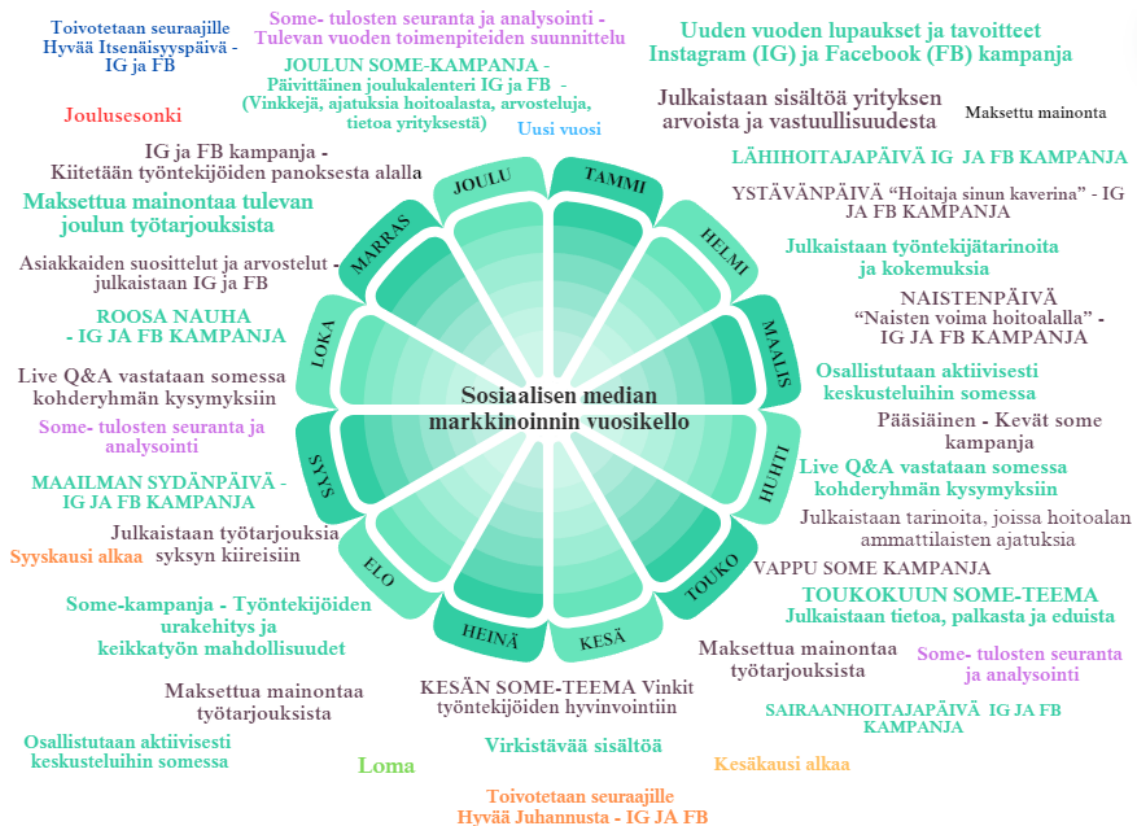 Toivotetaan seuraajille
Hyvää Itsenäisyyspäivä -
IG ja FB
Some- tulosten seuranta ja analysointi -
Tulevan vuoden toimenpiteiden suunnittelu
JOULUN SOME-KAMPANJA -
Päivittäinen joulukalenteri IG ja FB -
(Vinkkejä, ajatuksia hoitoalasta, arvosteluja,
tietoa yrityksestä)
Uusi vuosi
Joulusesonki
Uuden vuoden lupaukset ja tavoitteet
Instagram (IG) ja Facebook (FB) kampanja
Julkaistaan sisältöä yrityksen
arvoista ja vastuullisuudesta
Maksettu mainonta
LÄHIHOITAJAPÄIVÄ IG JA FB KAMPANJA
YSTÄVÄNPÄIVÄ “Hoitaja sinun kaverina” - IG
JA FB KAMPANJA
Julkaistaan työntekijätarinoita
ja kokemuksia
NAISTENPÄIVÄ
“Naisten voima hoitoalalla” -
IG JA FB KAMPANJA
Osallistutaan aktiivisesti
keskusteluihin somessa
Pääsiäinen - Kevät some
kampanja
Live Q&A vastataan somessa
kohderyhmän kysymyksiin
Julkaistaan tarinoita, joissa hoitoalan
ammattilaisten ajatuksia
VAPPU SOME KAMPANJA
TOUKOKUUN SOME-TEEMA
Julkaistaan tietoa, palkasta ja eduista
Maksettua mainontaa
työtarjouksista
Some- tulosten seuranta
ja analysointi
SAIRAANHOITAJAPÄIVÄ IG JA FB
KAMPANJA
Kesäkausi alkaa
KESÄN SOME-TEEMA Vinkit
työntekijöiden hyvinvointiin
Virkistävää sisältöä
Toivotetaan seuraajille
Hyvää Juhannusta - IG JA FB
Loma
Maksettua mainontaa
työtarjouksista
Osallistutaan aktiivisesti
keskusteluihin somessa
Some-kampanja - Työntekijöiden
urakehitys ja
keikkatyön mahdollisuudet
Julkaistaan työtarjouksia
syksyn kiireisiin
Syyskausi alkaa
MAAILMAN SYDÄNPÄIVÄ -
IG JA FB KAMPANJA
Some- tulosten seuranta ja
analysointi
Live Q&A vastataan somessa
kohderyhmän kysymyksiin
ROOSA NAUHA
- IG JA FB KAMPANJA
Asiakkaiden suosittelut ja arvostelut -
julkaistaan IG ja FB
Maksettua mainontaa tulevan
joulun työtarjouksista
IG ja FB kampanja -
Kiitetään työntekijöiden panoksesta alalla
TAMMI
HELMI
MAALIS
HUHTI
TOUKO
KESÄ
HEINÄ
ELO
SYYS
LOKA
MARRAS
JOULU
Sosiaalisen median
markkinoinnin vuosikello